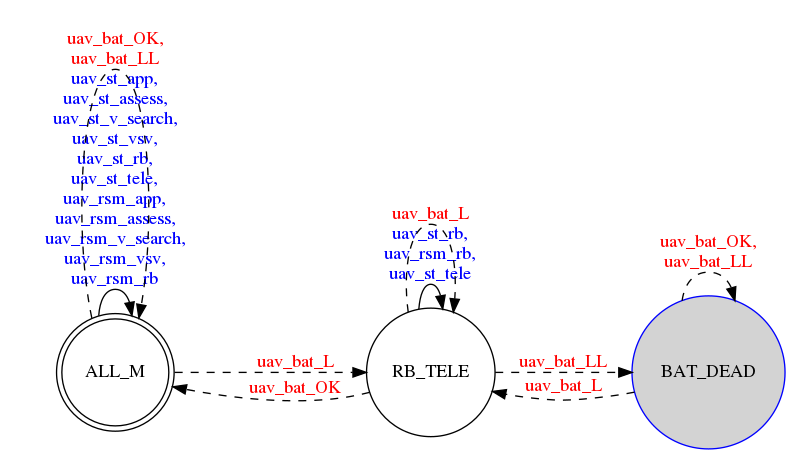 uav_bat_OK,
uav_bat_LL
uav_st_app,
uav_st_assess,
uav_st_v_search,
uav_st_vsv,
uav_st_rb,
uav_st_tele,
uav_rsm_app,
uav_rsm_assess,
uav_rsm_v_search,
uav_rsm_vsv,
uav_rsm_rb
ALL_M
uav_bat_L
uav_bat_OK
uav_bat_L
uav_st_rb,
uav_rsm_rb,
uav_st_tele
RB_TELE
uav_bat_LL
uav_bat_L
uav_bat_OK,
uav_bat_LL
BAT_DEAD